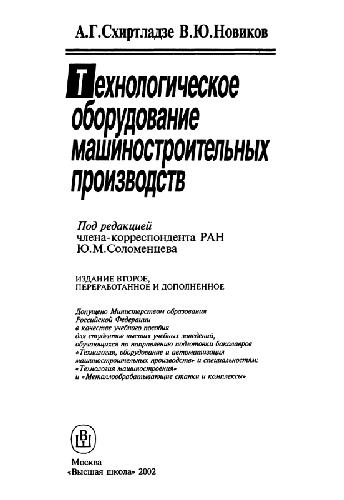 А.Г.Схиртладзе В.Ю.Новиков
Технологическое
оборудование
машиностроительных
производств
Под редакцией
члена-корреспондента РАН
Ю.М.Соломенцева
ИЗДАНИЕ ВТОРОЕ,
ПЕРЕРАБОТАННОЕ И ДОПОЛНЕННОЕ
Допущено Министерством образования
Российской Федерации
в качестве учебного пособия
для студентов высших учебных заведений,
обучающихся по направлению подготовки бакалавров
«Технология, оборудование и автоматизация
машиностроительных производств» и специальностям:
«Технология машиностроения»
и «Металлообрабатывающие станки и комплексы»
Москва
«Высшая школа» 2002